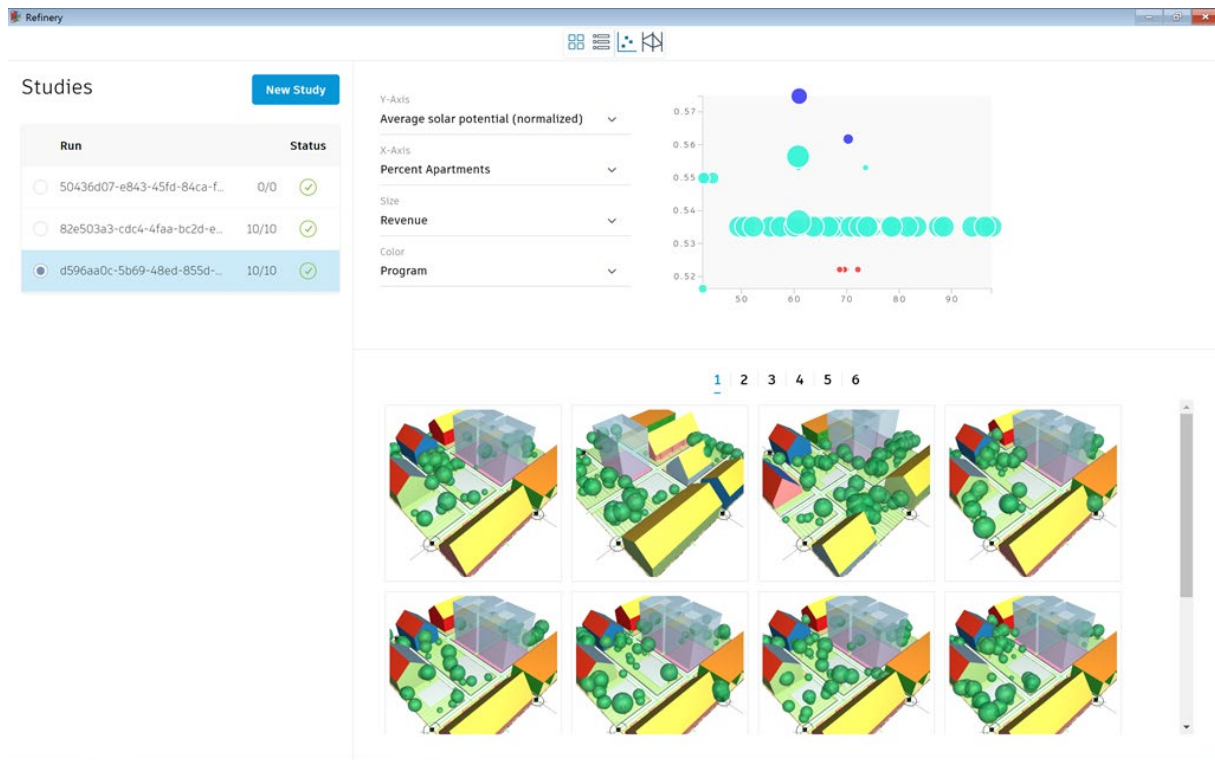 Refinery
Studies
New Study
Run Status
50436d07-e843-45fd-84ca-f... 0/0
82e503a3-cdc4-4faa-bc2d-e... 10/10
d596aa0c-5b69-48ed-855d-... 10/10
Y-Axis
Average solar potential (normalized)
X-Axis
Percent Apartments
Size
Revenue
Color
Program
0.57
0.56
0.55
0.54
0.53
0.52
50 60 70 80 90
1 2 3 4 5 6